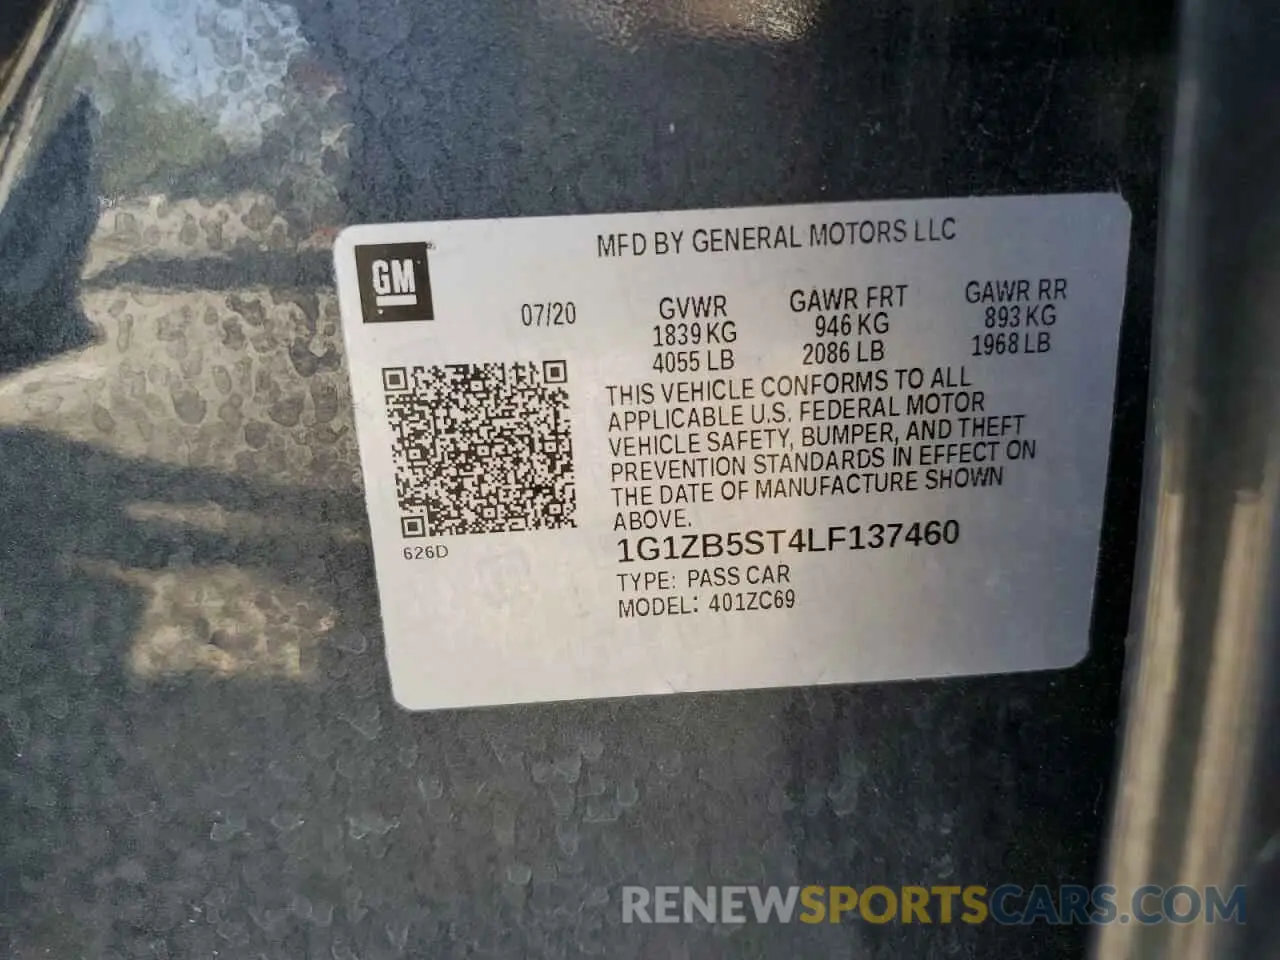 MFD BY GENERAL MOTORS LLC
GM
07/20
GVWR
1839 KG
4055 LB
GAWR FRT
946 KG
2086 LB
GAWR RR
893 KG
1968 LB
THIS VEHICLE CONFORMS TO ALL
APPLICABLE U.S. FEDERAL MOTOR
VEHICLE SAFETY, BUMPER, AND THEFT
PREVENTION STANDARDS IN EFFECT ON
THE DATE OF MANUFACTURE SHOWN
ABOVE.
626D
1G1ZB5ST4LF137460
TYPE: PASS CAR
MODEL: 401ZC69
RENEWSPORTSCARS.COM